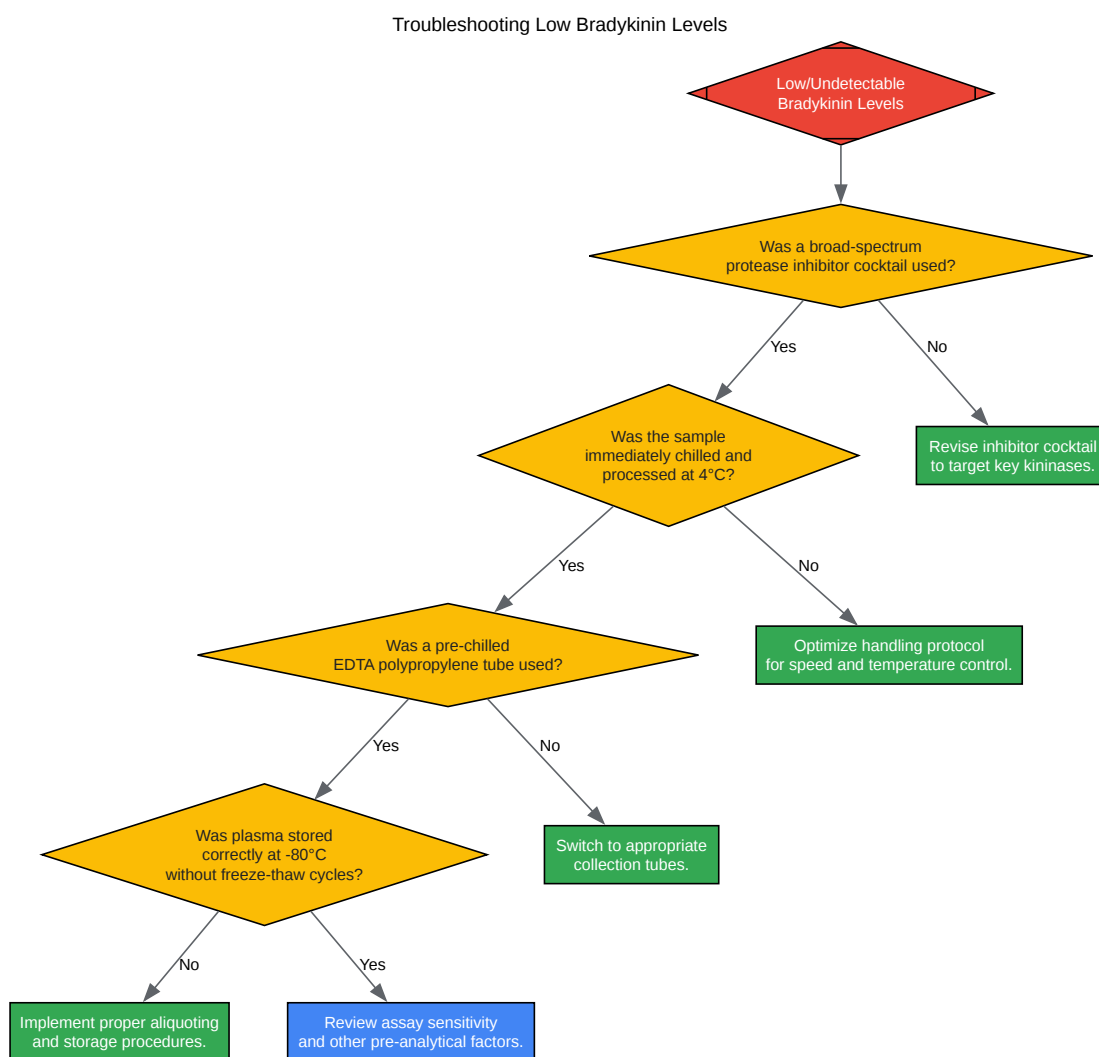 Troubleshooting Low Bradykinin Levels
Low/Undetectable
Bradykinin Levels
Was a broad-spectrum
protease inhibitor cocktail used?
Yes
No
Was the sample
immediately chilled and
processed at 4°C?
Revise inhibitor cocktail
to target key kininases.
Yes
No
Was a pre-chilled
EDTA polypropylene tube used?
Optimize handling protocol
for speed and temperature control.
Yes
No
Was plasma stored
correctly at -80°C
without freeze-thaw cycles?
Switch to appropriate
collection tubes.
No
Yes
Implement proper aliquoting
and storage procedures.
Review assay sensitivity
and other pre-analytical factors.